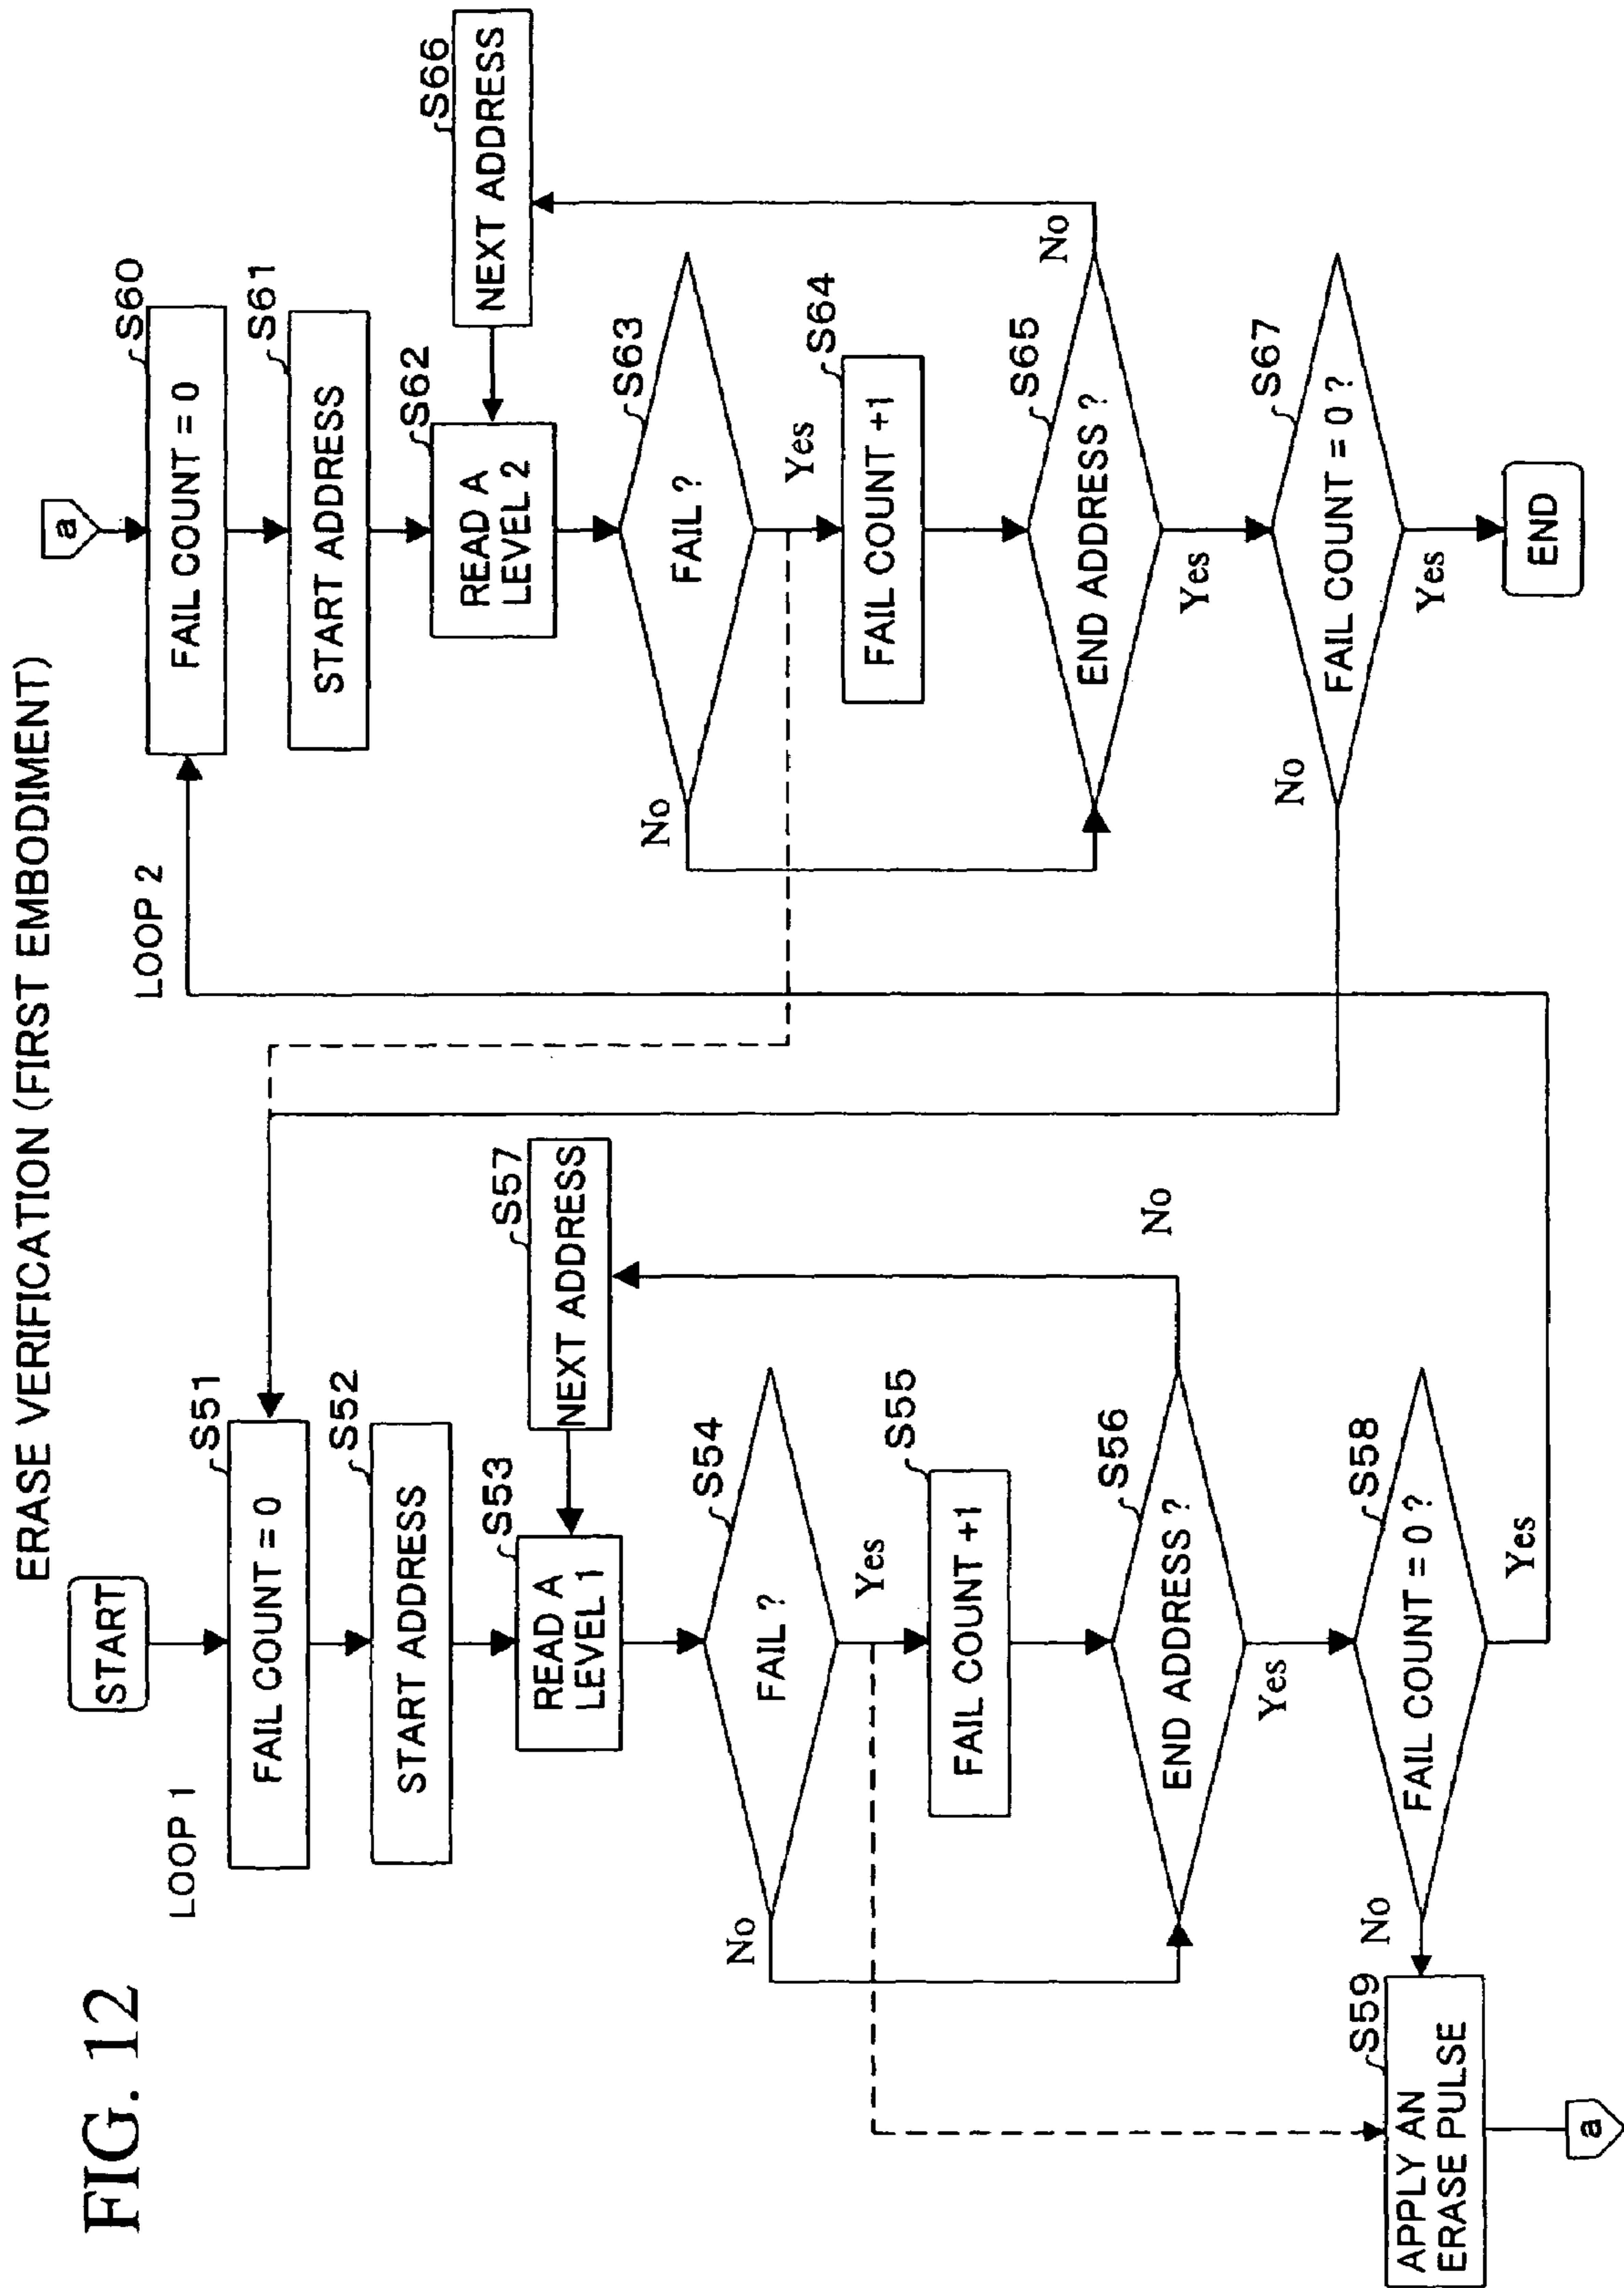 FIG. 12
ERASE VERIFICATION (FIRST EMBODIMENT)
LOOP 1
START
S51
FAIL COUNT = 0
S52
START ADDRESS
S53
READ A
LEVEL 1
S57
NEXT ADDRESS
S54
FAIL ?
No
Yes
S55
FAIL COUNT +1
S56
END ADDRESS ?
No
Yes
S58
FAIL COUNT = 0 ?
No
Yes
S59
APPLY AN
ERASE PULSE
a
LOOP 2
a
S60
FAIL COUNT = 0
S61
START ADDRESS
S62
READ A
LEVEL 2
S66
NEXT ADDRESS
S63
FAIL ?
No
Yes
S64
FAIL COUNT +1
S65
END ADDRESS ?
No
Yes
S67
FAIL COUNT = 0 ?
No
Yes
END